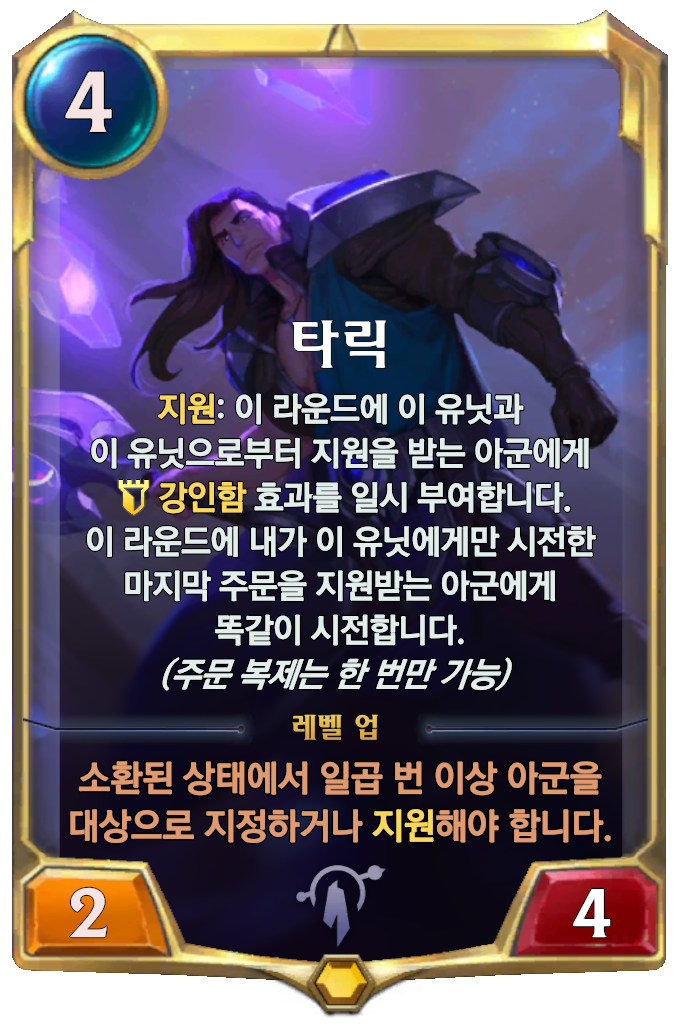 4
타릭
지원: 이 라운드에 이 유닛과
이 유닛으로부터 지원을 받는 아군에게
강인함 효과를 일시 부여합니다.
이 라운드에 내가 이 유닛에게만 시전한
마지막 주문을 지원받는 아군에게
똑같이 시전합니다.
(주문 복제는 한 번만 가능)
레벨 업
소환된 상태에서 일곱 번 이상 아군을
대상으로 지정하거나 지원해야 합니다.
2
4